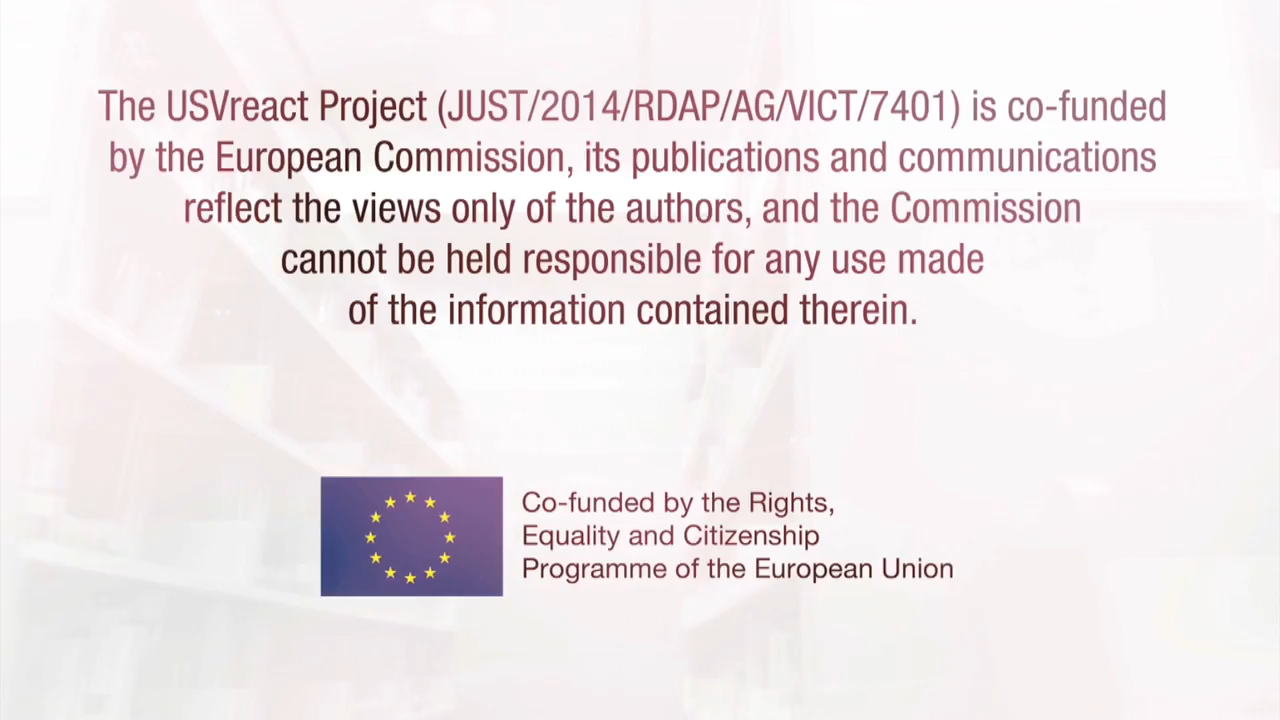 The USVreact Project (JUST/2014/RDAP/AG/VICT/7401) is co-funded
by the European Commission, its publications and communications
reflect the views only of the authors, and the Commission
cannot be held responsible for any use made
of the information contained therein.
Co-funded by the Rights,
Equality and Citizenship
Programme of the European Union